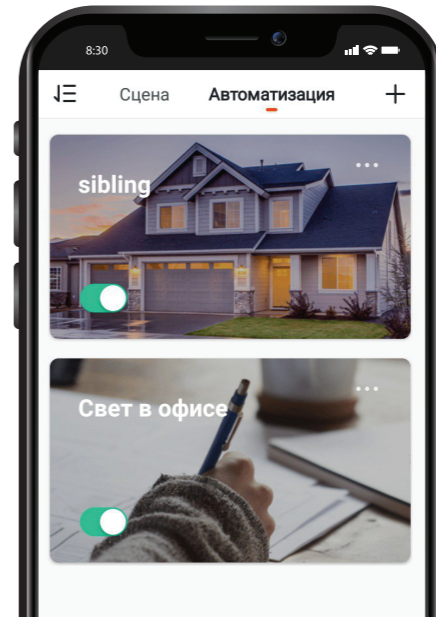 8:30
Сцена
Автоматизация
sibling
Свет в офисе